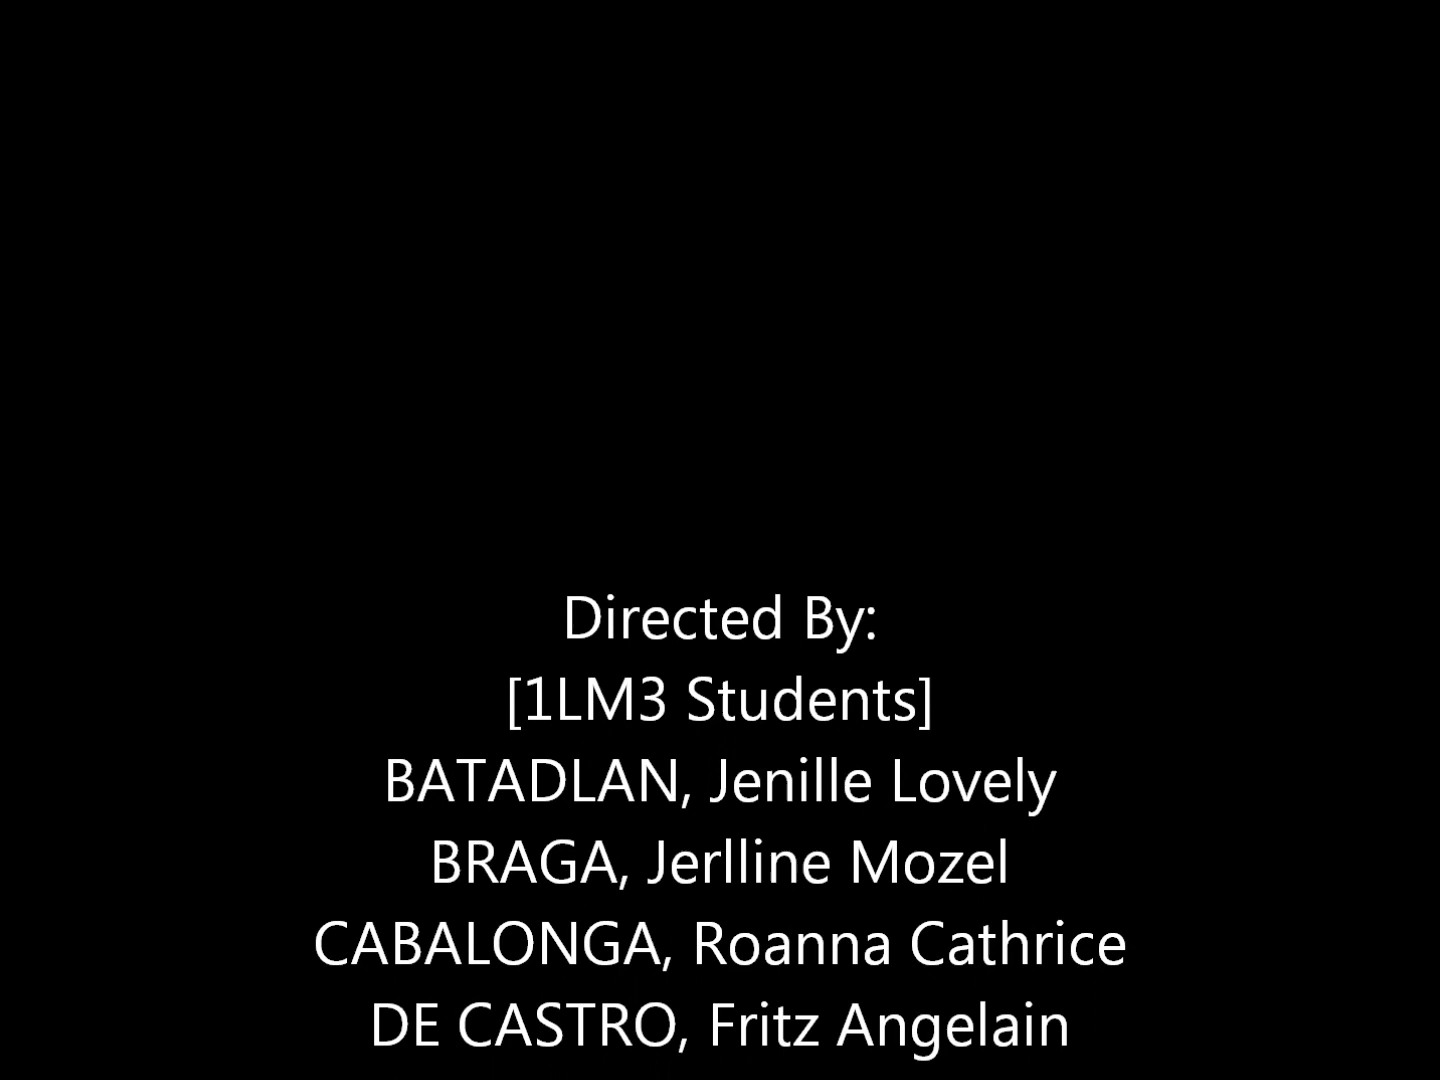 Directed By:
[1LM3 Students]
BATADLAN, Jenille Lovely
BRAGA, Jerlline Mozel
CABALONGA, Roanna Cathrice
DE CASTRO, Fritz Angelain